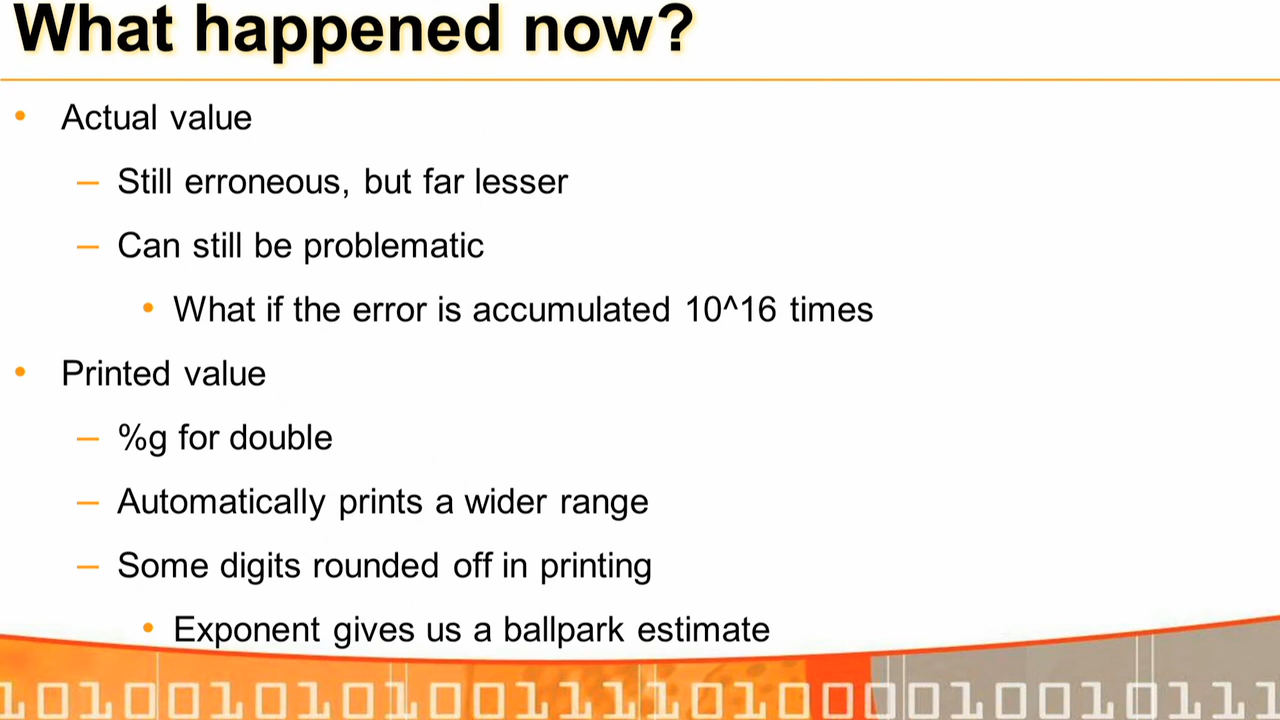 What happened now?
• Actual value
– Still erroneous, but far lesser
– Can still be problematic
• What if the error is accumulated 10^16 times
• Printed value
– %g for double
– Automatically prints a wider range
– Some digits rounded off in printing
• Exponent gives us a ballpark estimate
10100101010100111101000010010111